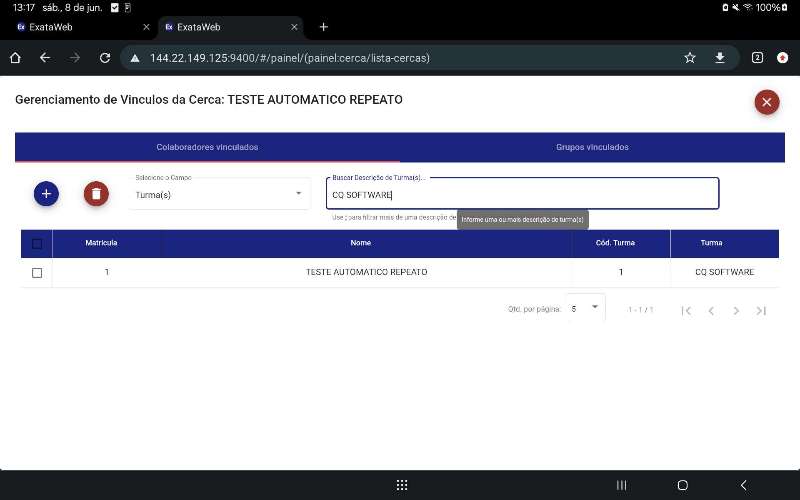 13:17 sáb., 8 de jun. 100%
ExataWeb ExataWeb
144.22.149.125:9400/#/painel/(painel:cerca/lista-cercas) 2
Gerenciamento de Vinculos da Cerca: TESTE AUTOMATICO REPEATO
Colaboradores vinculados Grupos vinculados
Selecione o Campo Buscar Descrição de Turma(s)...
Turma(s) CQ SOFTWARE
Use ; para filtrar mais de uma descrição de Informe uma ou mais descrição de turma(s)
Matrícula Nome Cód. Turma Turma
1 TESTE AUTOMATICO REPEATO 1 CQ SOFTWARE
Qtd. por página: 5 1 - 1 / 1